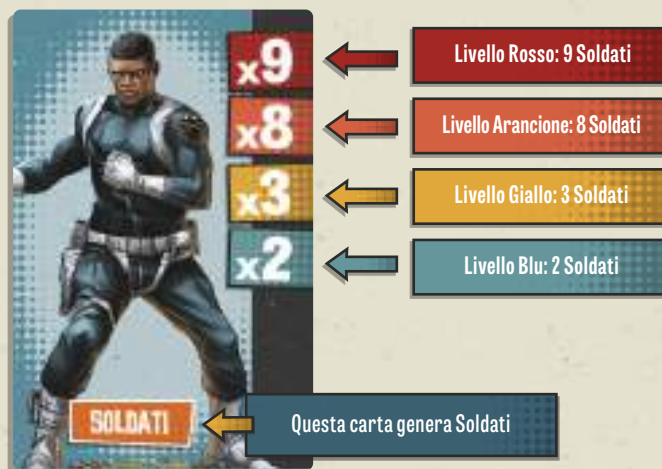 x9
Livello Rosso: 9 Soldati
x8
Livello Arancione: 8 Soldati
x3
Livello Giallo: 3 Soldati
x2
Livello Blu: 2 Soldati
SOLDATI
Questa carta genera Soldati